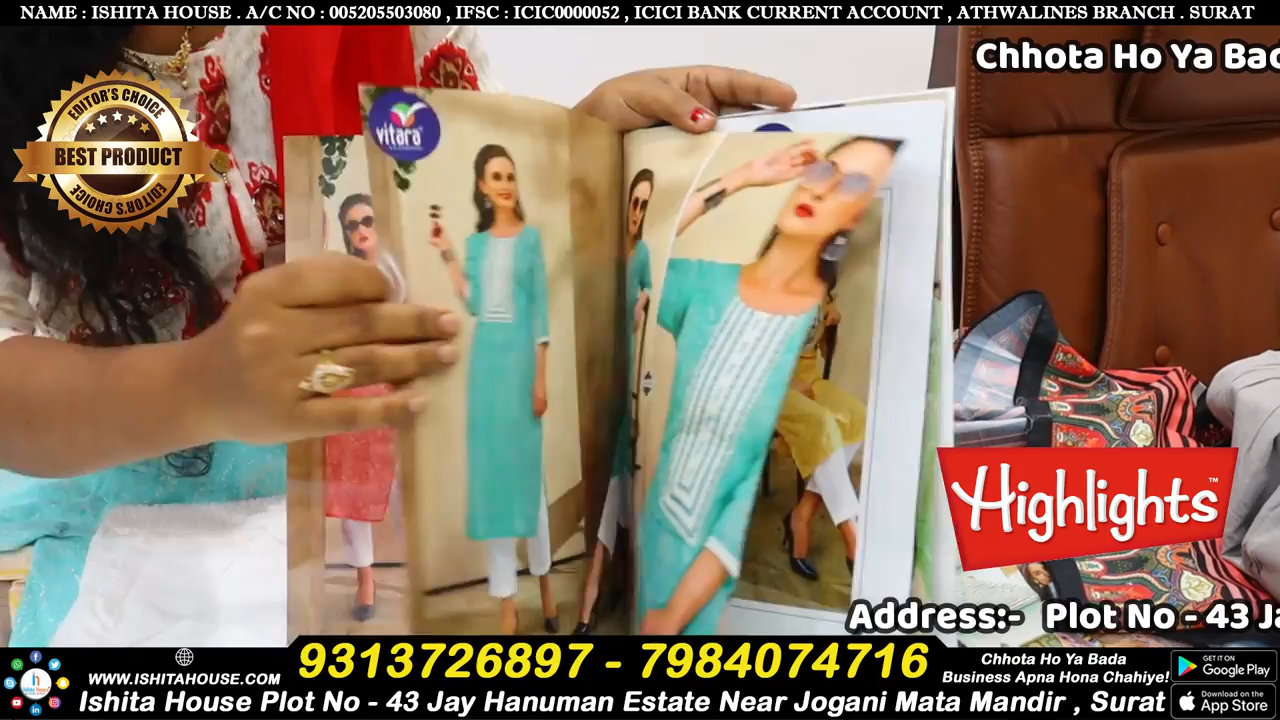 NAME : ISHITA HOUSE . A/C NO : 005205503080 , IFSC : ICIC0000052 , ICICI BANK CURRENT ACCOUNT , ATHWALINES BRANCH . SURAT
Chhota Ho Ya Bad
EDITOR'S CHOICE
BEST PRODUCT
EDITOR'S CHOICE
vitara
Highlights™
Address:- Plot No - 43 Ja
9313726897 - 7984074716
Chhota Ho Ya Bada
Business Apna Hona Chahiye!
GET IT ON
Google Play
WWW.ISHITAHOUSE.COM
Ishita House Plot No - 43 Jay Hanuman Estate Near Jogani Mata Mandir , Surat
Download on the
App Store